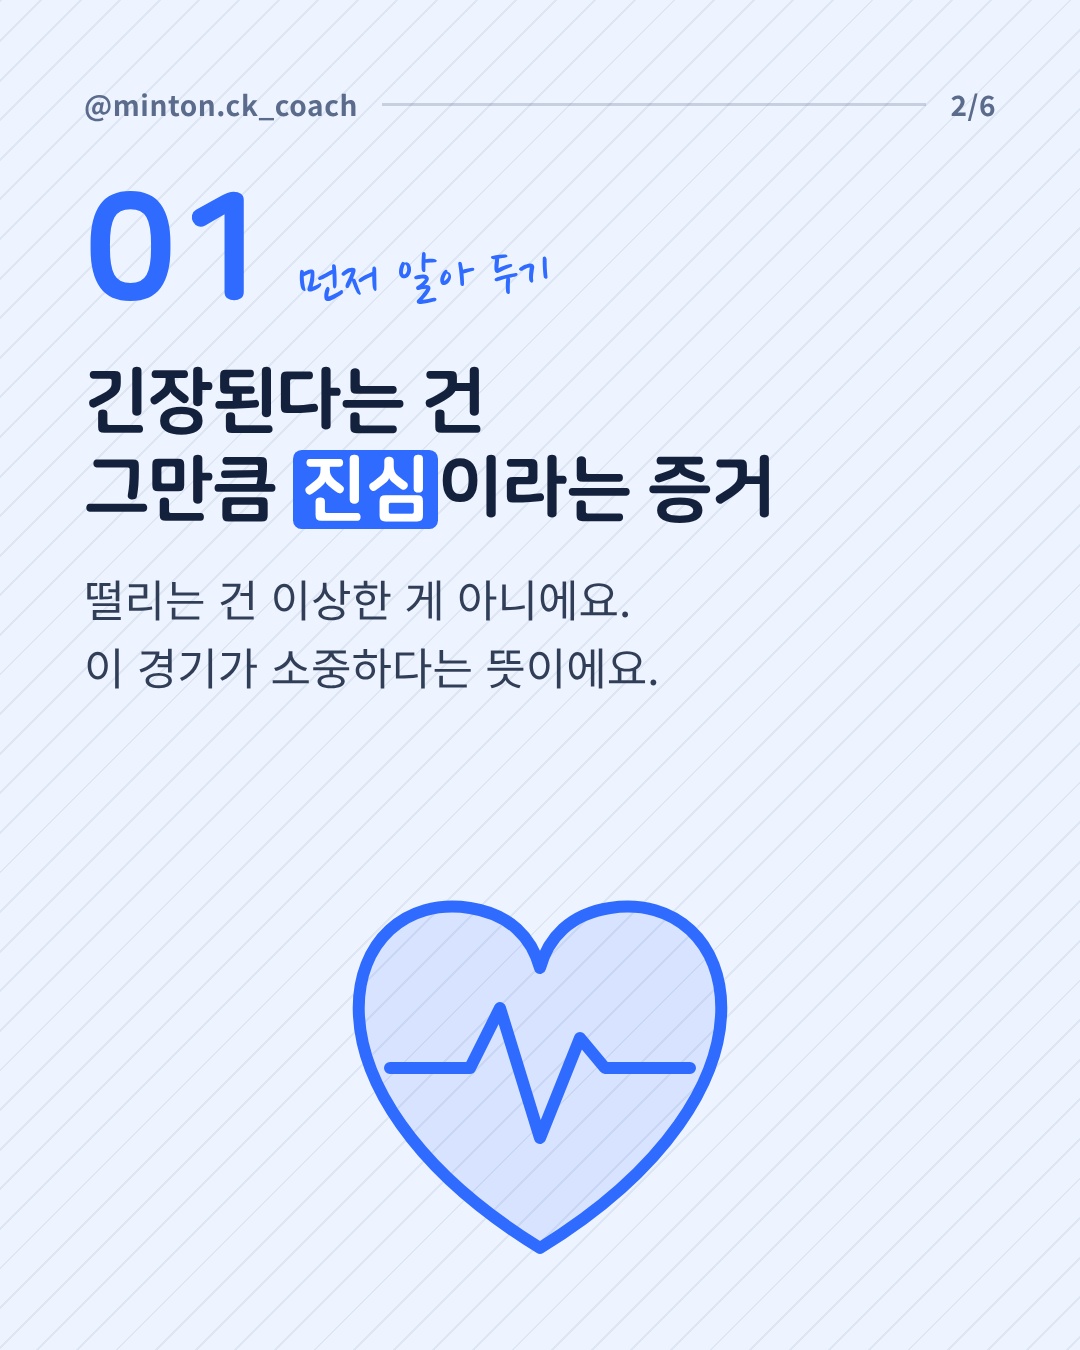 @minton.ck_coach 2/6
01 먼저 알아 두기
긴장된다는 건
그만큼 진심이라는 증거
떨리는 건 이상한 게 아니에요.
이 경기가 소중하다는 뜻이에요.